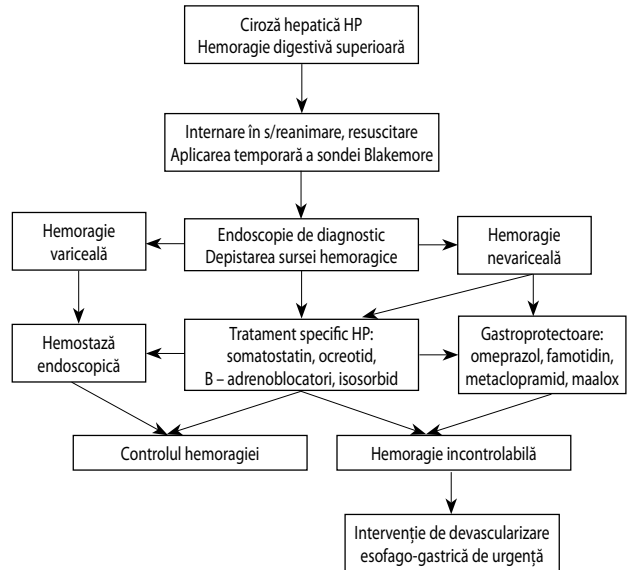 Ciroză hepatică HP
Hemoragie digestivă superioară
Internare în s/reanimare, resuscitare
Aplicarea temporară a sondei Blakemore
Hemoragie
variceală
Endoscopie de diagnostic
Depistarea sursei hemoragice
Hemoragie
nevariceală
Hemostază
endoscopică
Tratament specific HP:
somatostatin, ocreotid,
B – adrenoblocatori, isosorbid
Gastroprotectoare:
omeprazol, famotidin,
metaclopramid, maalox
Controlul hemoragiei
Hemoragie incontrolabilă
Intervenție de devascularizare
esofago-gastrică de urgență